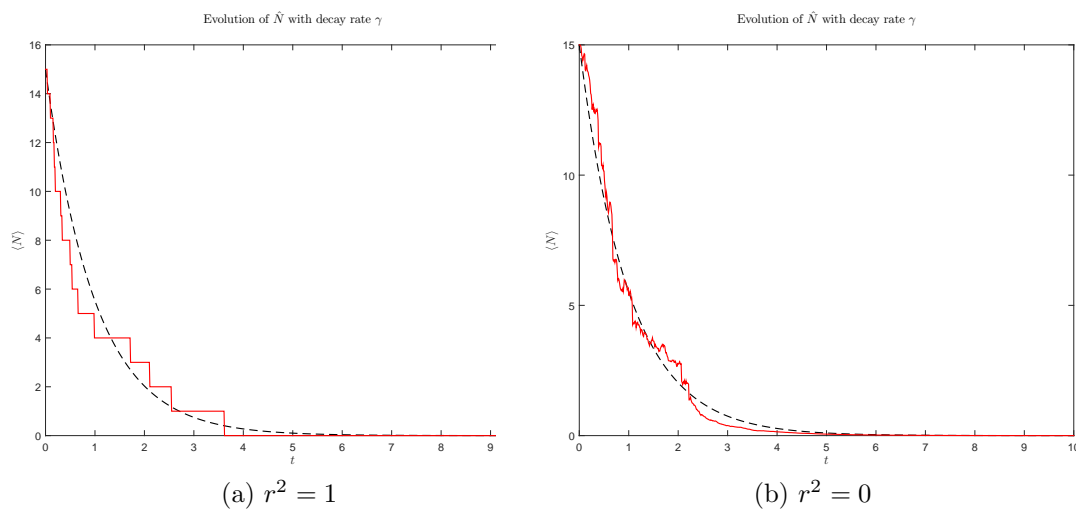 Evolution of N̂ with decay rate γ
16
14
12
10
8
6
4
2
0
⟨N⟩
0 1 2 3 4 5 6 7 8 9
t
(a) r² = 1
Evolution of N̂ with decay rate γ
15
10
5
0
⟨N⟩
0 1 2 3 4 5 6 7 8 9 10
t
(b) r² = 0